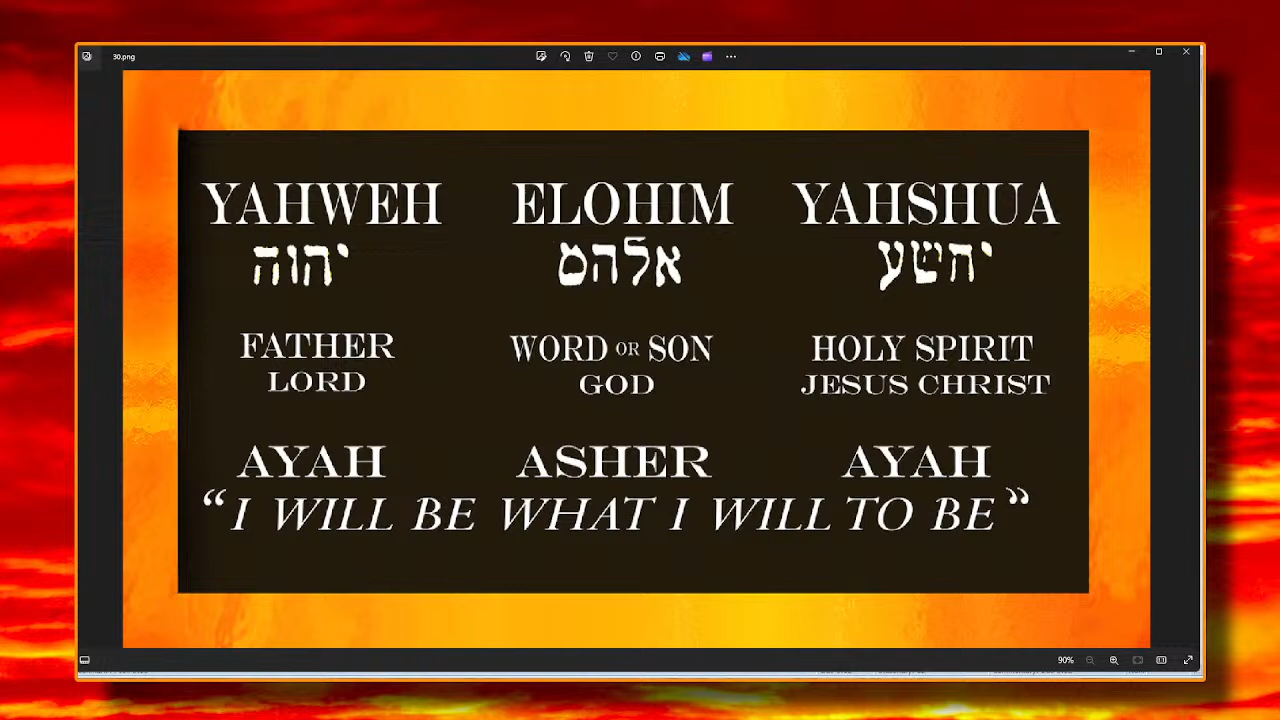 30.png
YAHWEH ELOHIM YAHSHUA
יהוה אלהם יהשע
FATHER WORD OR SON HOLY SPIRIT
LORD GOD JESUS CHRIST
AYAH ASHER AYAH
“I WILL BE WHAT I WILL TO BE”
90%